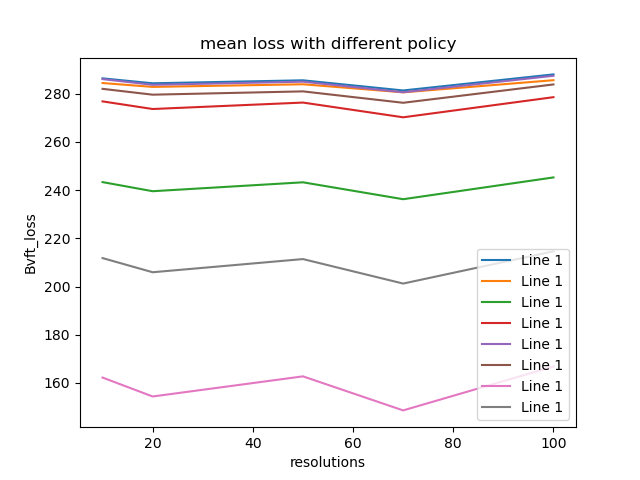 mean loss with different policy
Bvft_loss
280
260
240
220
200
180
160
20
40
60
80
100
resolutions
Line 1
Line 1
Line 1
Line 1
Line 1
Line 1
Line 1
Line 1